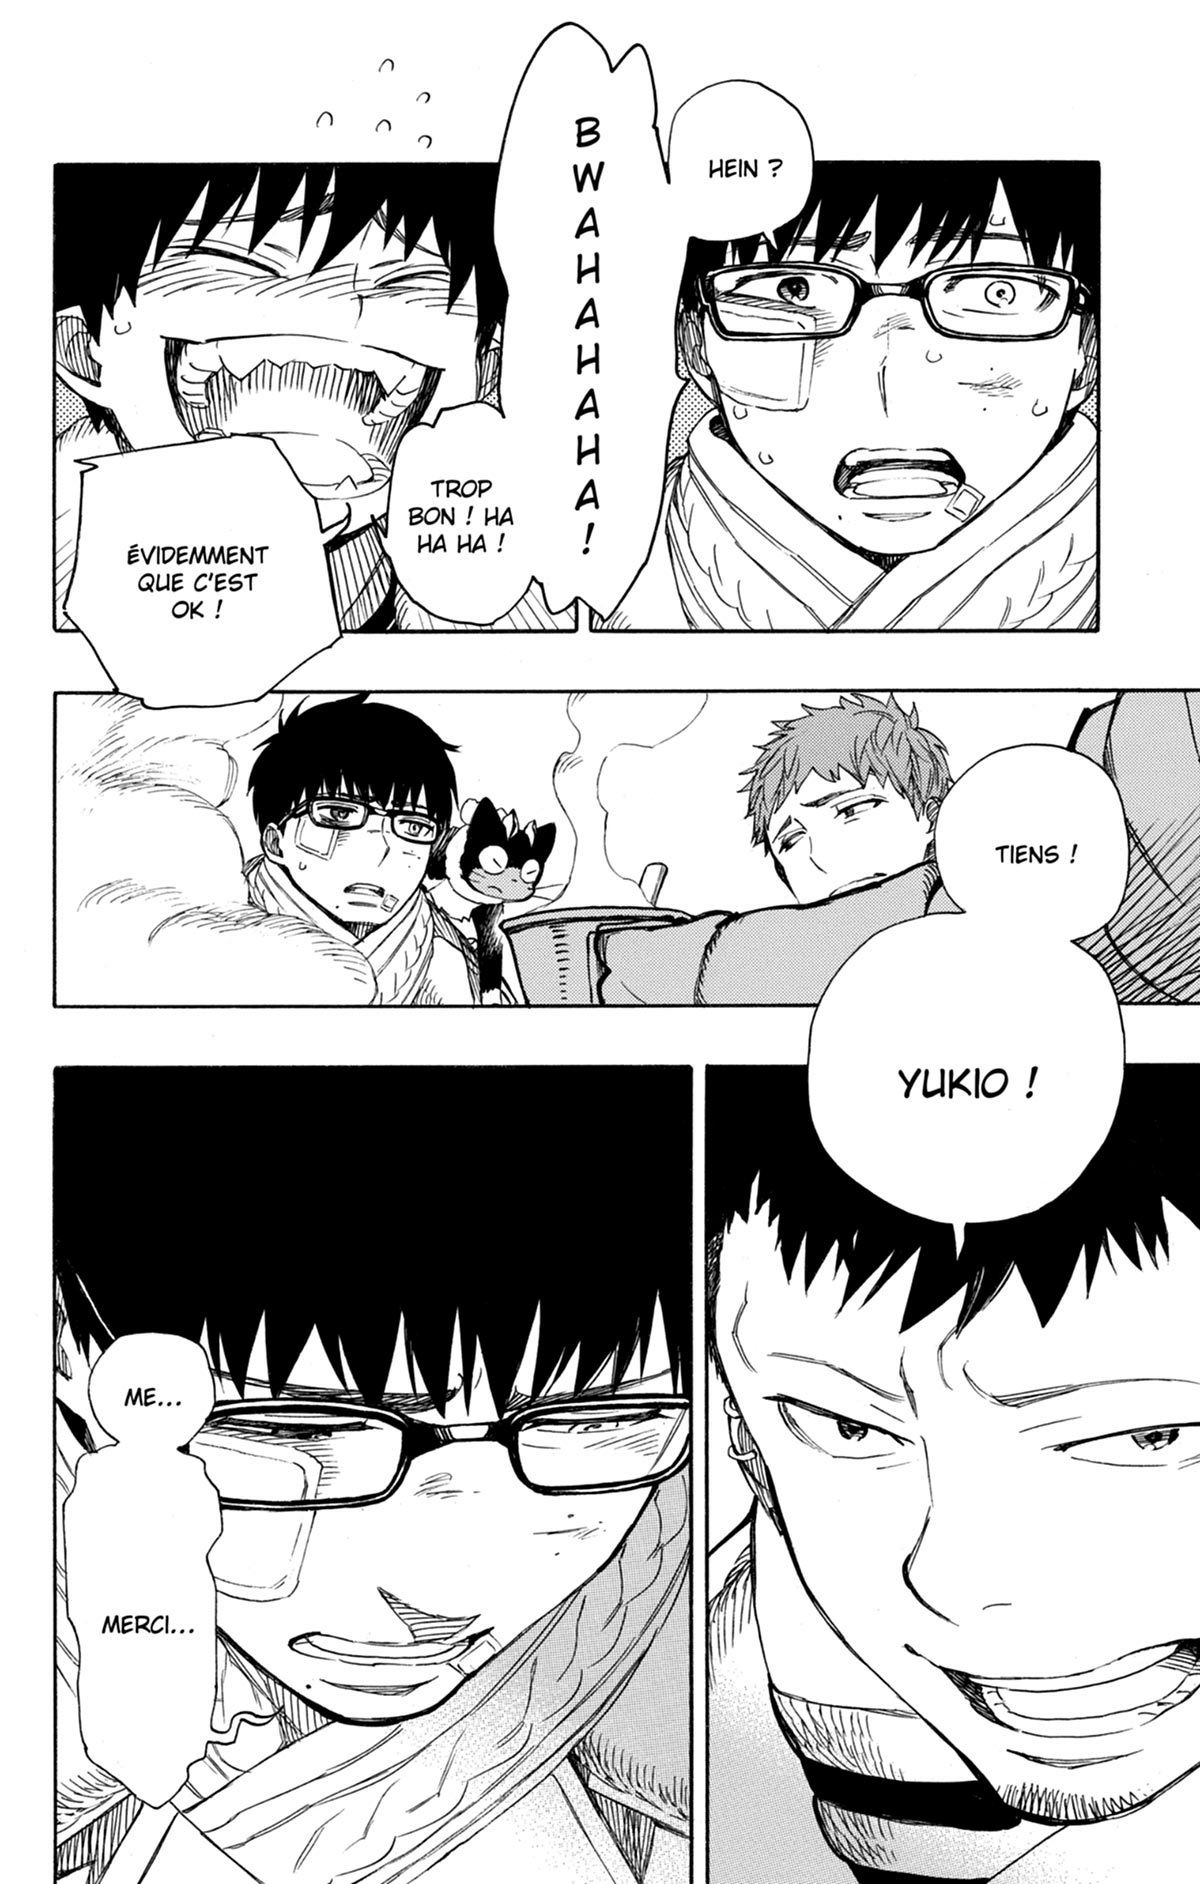 HEIN ?
BWAHAHAHAHA !
TROP
BON ! HA
HA HA !
ÉVIDEMMENT
QUE C'EST
OK !
TIENS !
YUKIO !
ME...
MERCI...